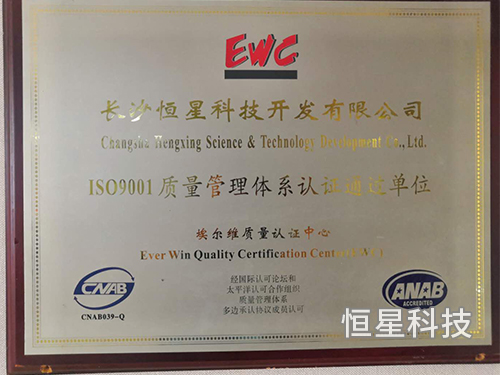 EWC
长沙恒星科技开发有限公司
Changsha Hengxing Science & Technology Development Co.,Ltd.
ISO9001质量管理体系认证通过单位
埃尔维质量认证中心
Ever Win Quality Certification Center
经国际认可论坛和
太平洋认可合作组织
质量管理体系
多边承认协议成员认可
CNAB
CNAB039-Q
ANAB
ACCREDITED
恒星科技